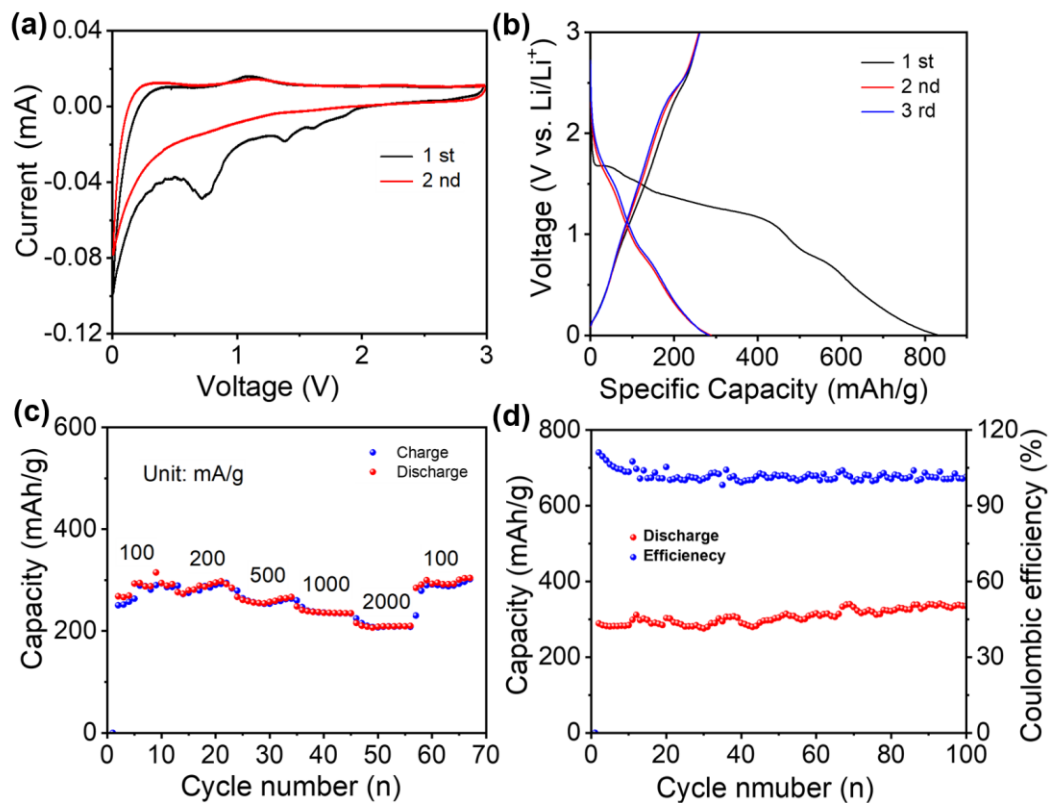 (a)
0.04
0.00
-0.04
-0.08
-0.12
Current (mA)
1 st
2 nd
0 1 2 3
Voltage (V)
(b)
3
2
1
0
Voltage (V vs. Li/Li+)
1 st
2 nd
3 rd
0 200 400 600 800
Specific Capacity (mAh/g)
(c)
600
400
200
0
Capacity (mAh/g)
Unit: mA/g
Charge
Discharge
100 200 500 1000 2000 100
0 10 20 30 40 50 60 70
Cycle number (n)
(d)
800
600
400
200
0
Capacity (mAh/g)
Discharge
Efficienecy
120
90
60
30
0
Coulombic efficiency (%)
0 20 40 60 80 100
Cycle nmuber (n)